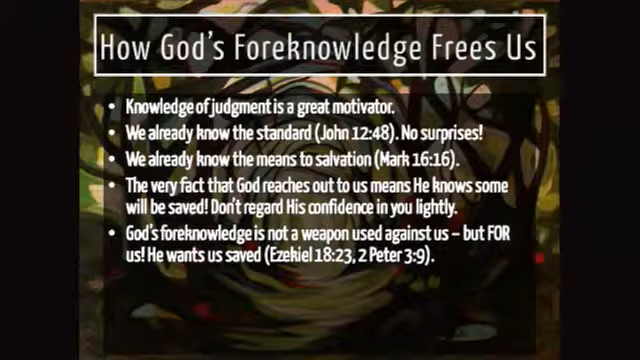 How God's Foreknowledge Frees Us
• Knowledge of judgment is a great motivator.
• We already know the standard (John 12:48). No surprises!
• We already know the means to salvation (Mark 16:16).
• The very fact that God reaches out to us means He knows some
will be saved! Don't regard His confidence in you lightly.
• God's foreknowledge is not a weapon used against us – but FOR
us! He wants us saved (Ezekiel 18:23, 2 Peter 3:9).